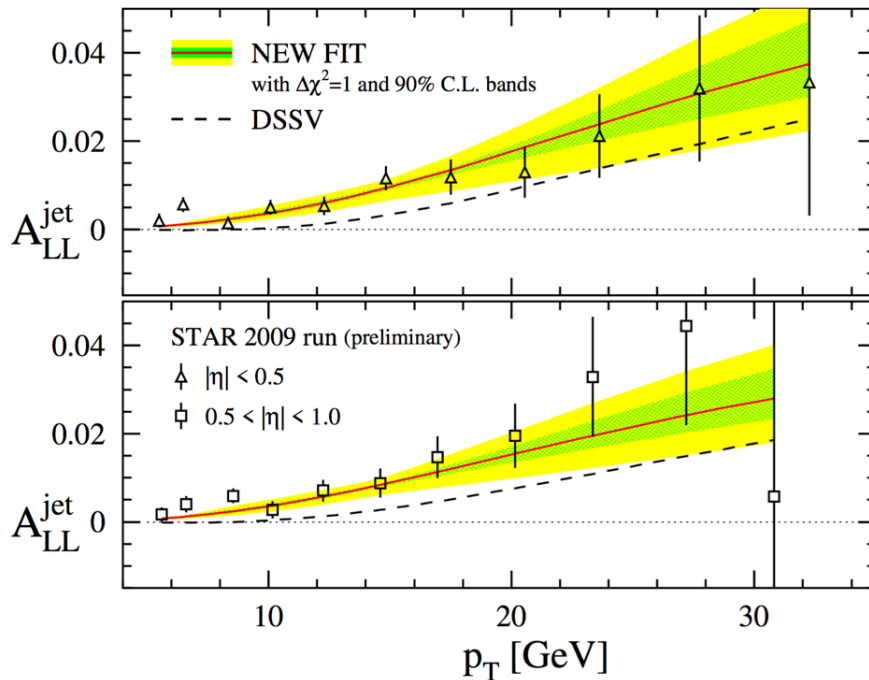 0.04
NEW FIT
with Δχ²=1 and 90% C.L. bands
DSSV
0.02
0
A_LL^jet
STAR 2009 run (preliminary)
0.04
|η| < 0.5
0.5 < |η| < 1.0
0.02
0
A_LL^jet
10 20 30
p_T [GeV]